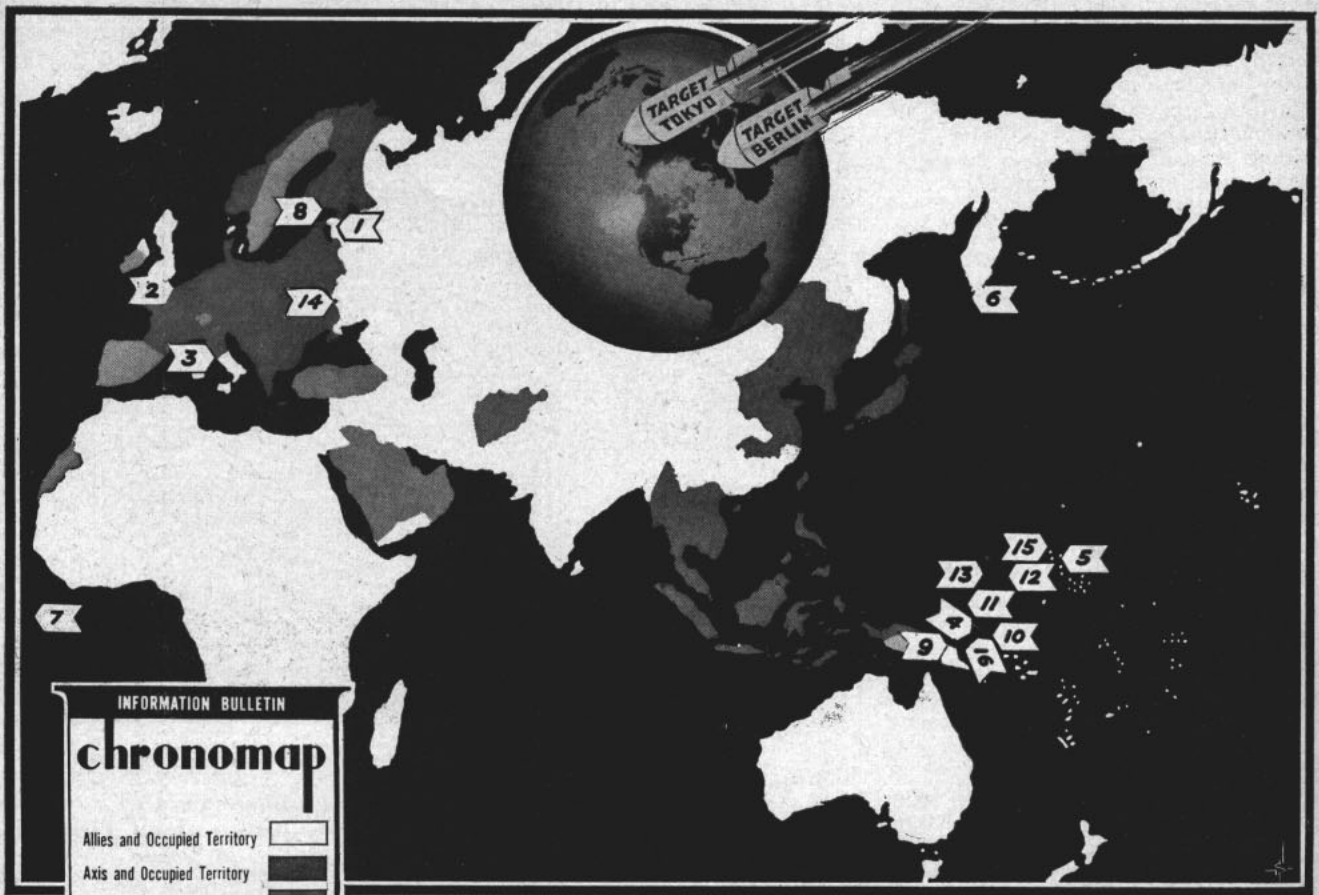 TARGET
TOKYO
TARGET
BERLIN
8
1
2
14
3
6
7
15
5
13
12
11
4
10
9
16
INFORMATION BULLETIN
chronomap
Allies and Occupied Territory
Axis and Occupied Territory